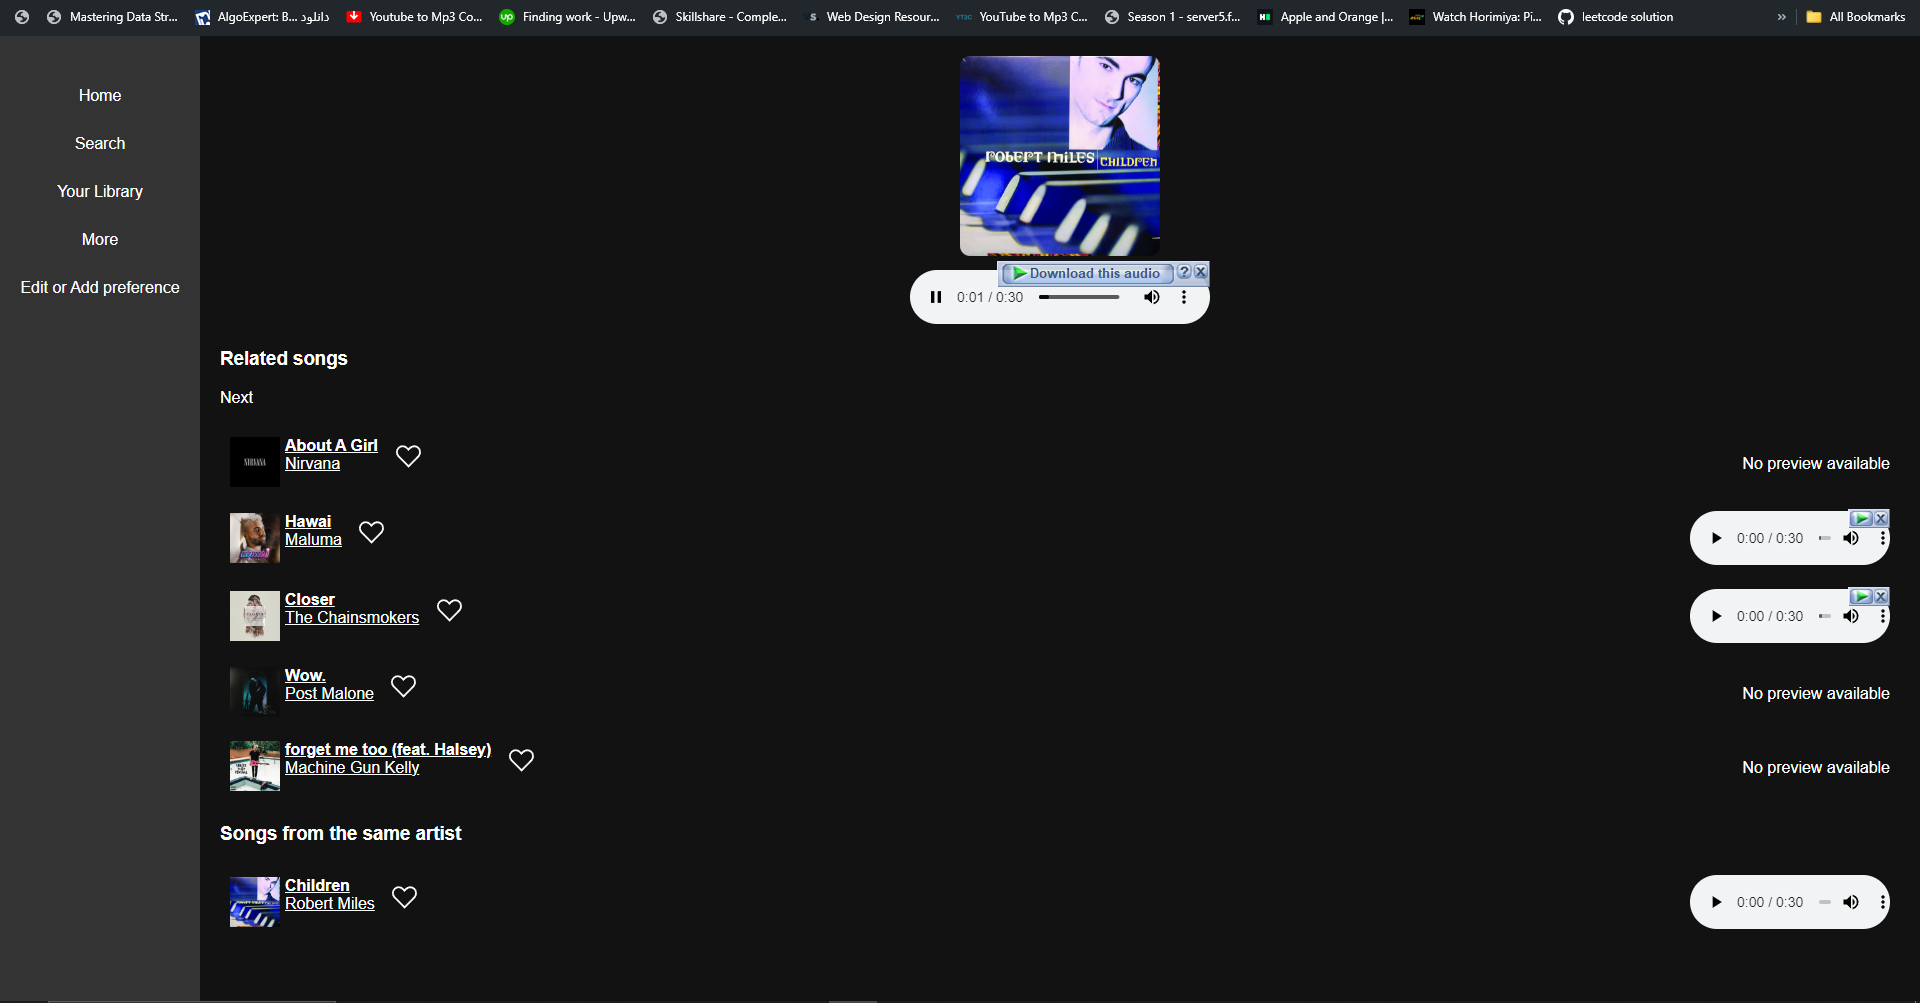 Mastering Data Str...
AlgoExpert: B... دانلود
Youtube to Mp3 Co...
Finding work - Upw...
Skillshare - Comple...
Web Design Resour...
YouTube to Mp3 C...
Season 1 - server5.f...
Apple and Orange |...
Watch Horimiya: Pi...
leetcode solution
»
All Bookmarks
Home
Search
Your Library
More
Edit or Add preference
ROBERT MILES CHILDREN
Download this audio
0:01 / 0:30
Related songs
Next
NIRVANA
About A Girl
Nirvana
No preview available
Hawai
Maluma
0:00 / 0:30
Closer
The Chainsmokers
0:00 / 0:30
Wow.
Post Malone
No preview available
forget me too (feat. Halsey)
Machine Gun Kelly
No preview available
Songs from the same artist
Children
Robert Miles
0:00 / 0:30